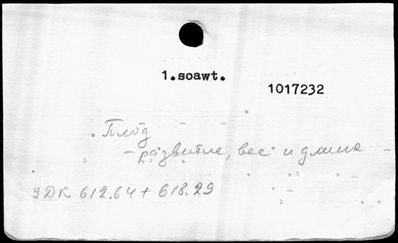 1.soawt.
1017232
Плод
- развитие, вес и длина -
УДК 612.64 + 618.29